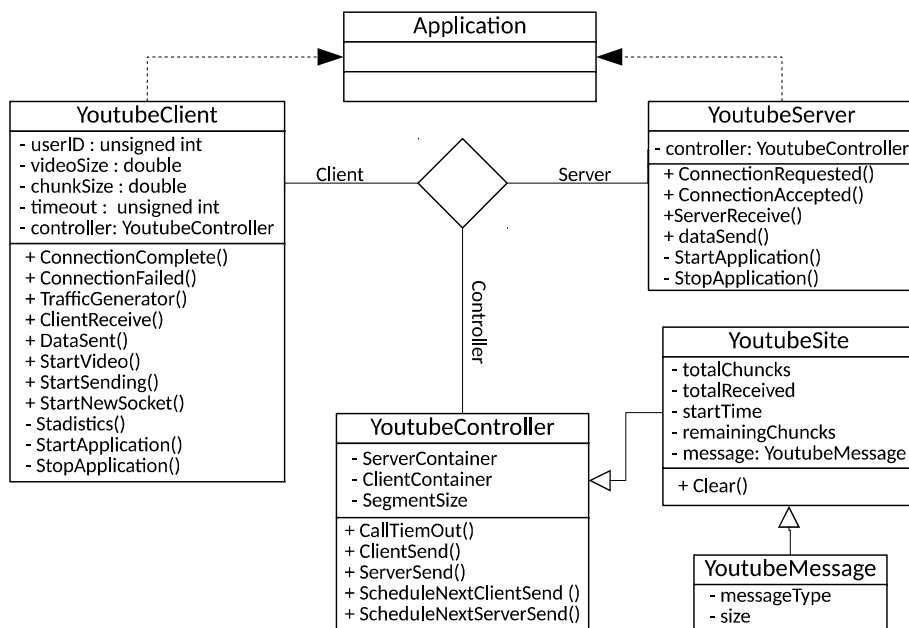 Application
YoutubeClient
- userID : unsigned int
- videoSize : double
- chunkSize : double
- timeout :  unsigned int
- controller: YoutubeController
+ ConnectionComplete()
+ ConnectionFailed()
+ TrafficGenerator()
+ ClientReceive()
+ DataSent()
+ StartVideo()
+ StartSending()
+ StartNewSocket()
- Stadistics()
- StartApplication()
- StopApplication()
Client
Server
Controller
YoutubeServer
- controller: YoutubeController
+ ConnectionRequested()
+ ConnectionAccepted()
+ServerReceive()
+ dataSend()
- StartApplication()
- StopApplication()
YoutubeSite
- totalChuncks
- totalReceived
- startTime
- remainingChuncks
- message: YoutubeMessage
+ Clear()
YoutubeController
- ServerContainer
- ClientContainer
- SegmentSize
+ CallTiemOut()
+ ClientSend()
+ ServerSend()
+ ScheduleNextClientSend ()
+ ScheduleNextServerSend()
YoutubeMessage
- messageType
- size